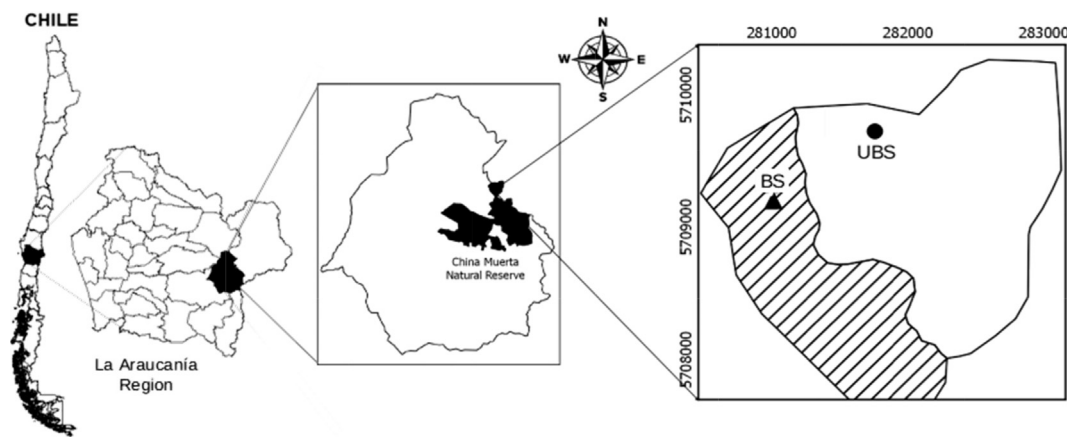 CHILE
La Araucanía
Region
N
W E
S
China Muerta
Natural Reserve
281000 282000 283000
5710000
5709000
5708000
UBS
BS